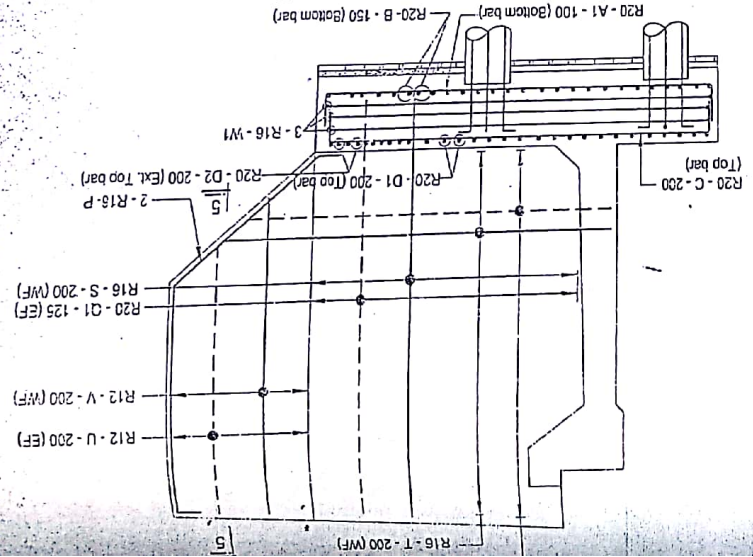 R16 - T - 200 (WF)
5
R12 - U - 200 (EF)
R12 - V - 200 (WF)
R20 - Q1 - 125 (EF)
R16 - S - 200 (WF)
2 - R16-P
5
R20 - D1 - 200 (Top bar)
R20 - D2 - 200 (Ext. Top bar)
R20 - C - 200
(Top bar)
3 - R16 - W1
R20 - A1 - 100 (Bottom bar)
R20 - B - 150 (Bottom bar)